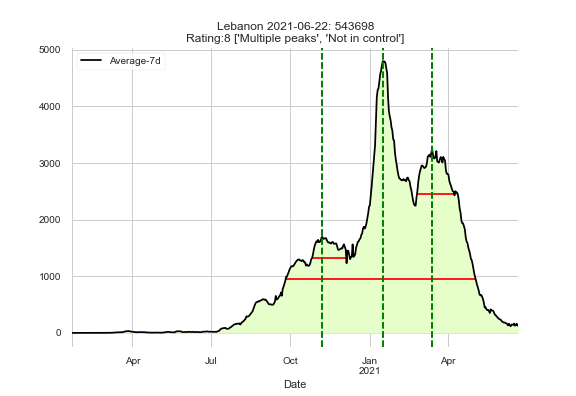 Lebanon 2021-06-22: 543698
Rating:8 ['Multiple peaks', 'Not in control']
Average-7d
5000
4000
3000
2000
1000
0
Apr
Jul
Oct
Jan
2021
Apr
Date